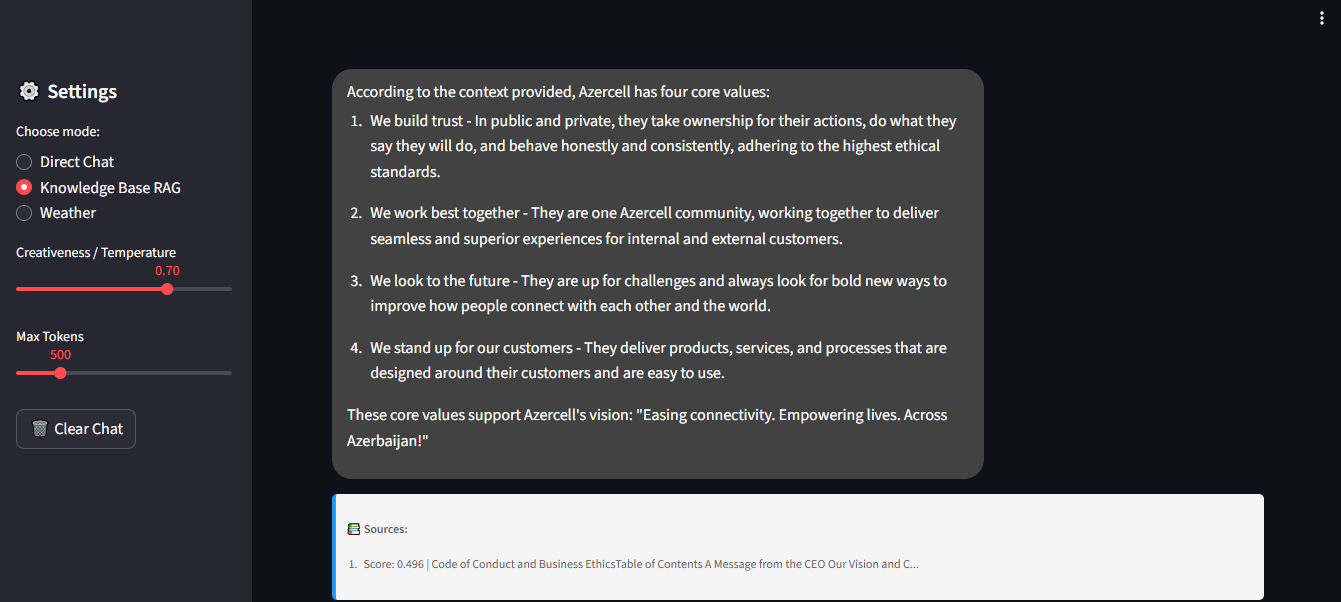 Settings
Choose mode:
Direct Chat
Knowledge Base RAG
Weather
Creativeness / Temperature
0.70
Max Tokens
500
Clear Chat
According to the context provided, Azercell has four core values:
1. We build trust - In public and private, they take ownership for their actions, do what they
say they will do, and behave honestly and consistently, adhering to the highest ethical
standards.
2. We work best together - They are one Azercell community, working together to deliver
seamless and superior experiences for internal and external customers.
3. We look to the future - They are up for challenges and always look for bold new ways to
improve how people connect with each other and the world.
4. We stand up for our customers - They deliver products, services, and processes that are
designed around their customers and are easy to use.
These core values support Azercell's vision: "Easing connectivity. Empowering lives. Across
Azerbaijan!"
Sources:
1. Score: 0.496 | Code of Conduct and Business EthicsTable of Contents A Message from the CEO Our Vision and C...